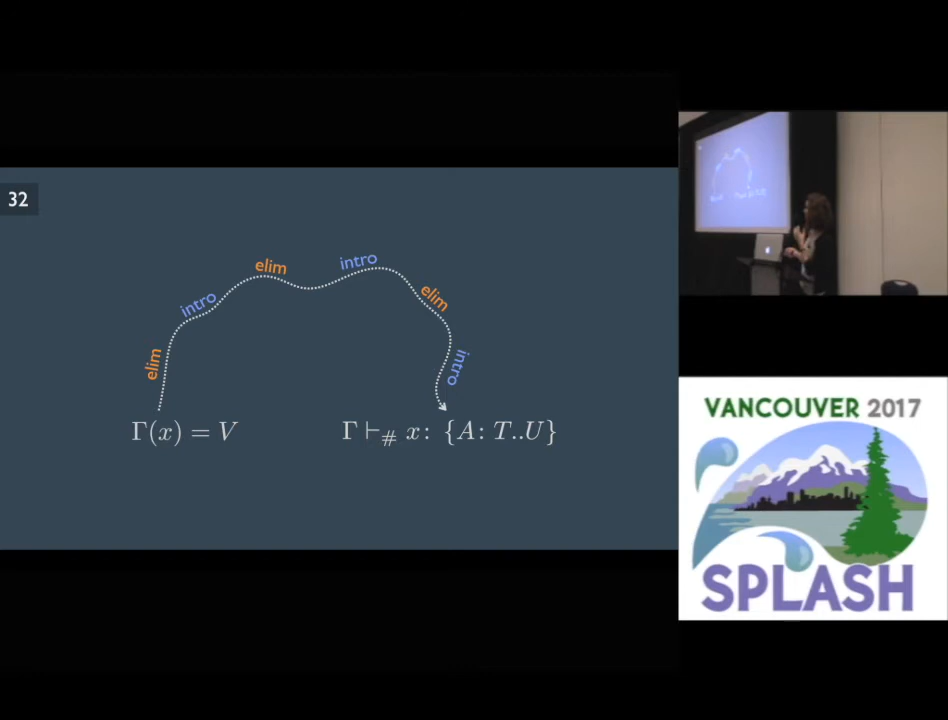 32
elim
intro
elim
intro
elim
intro
Γ(x) = V
Γ ⊢# x: {A: T..U}
VANCOUVER 2017
SPLASH